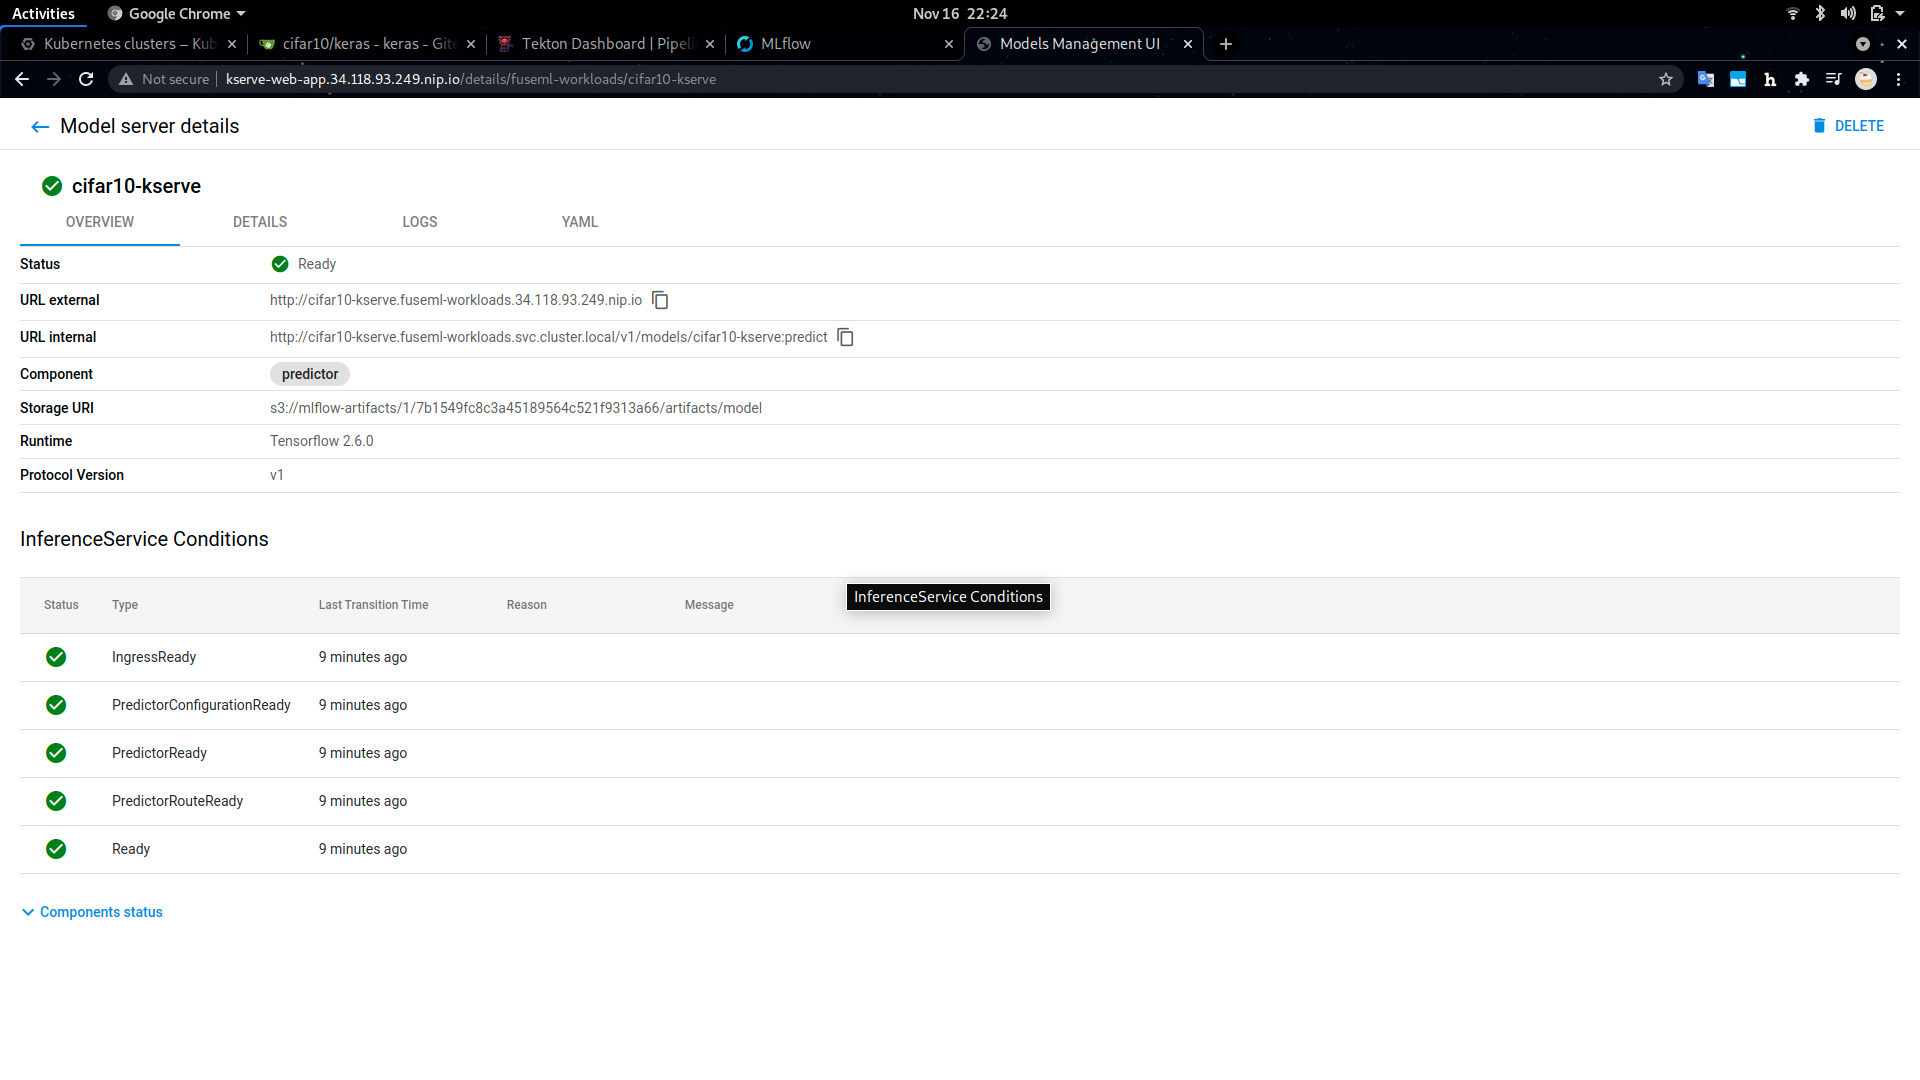 Activities Google Chrome Nov 16 22:24
Kubernetes clusters – Kub cifar10/keras - keras - Gite Tekton Dashboard | Pipeli MLflow Models Management UI
Not secure kserve-web-app.34.118.93.249.nip.io/details/fuseml-workloads/cifar10-kserve
Model server details DELETE
cifar10-kserve
OVERVIEW DETAILS LOGS YAML
Status Ready
URL external http://cifar10-kserve.fuseml-workloads.34.118.93.249.nip.io
URL internal http://cifar10-kserve.fuseml-workloads.svc.cluster.local/v1/models/cifar10-kserve:predict
Component predictor
Storage URI s3://mlflow-artifacts/1/7b1549fc8c3a45189564c521f9313a66/artifacts/model
Runtime Tensorflow 2.6.0
Protocol Version v1
InferenceService Conditions
Status Type Last Transition Time Reason Message InferenceService Conditions
IngressReady 9 minutes ago
PredictorConfigurationReady 9 minutes ago
PredictorReady 9 minutes ago
PredictorRouteReady 9 minutes ago
Ready 9 minutes ago
Components status